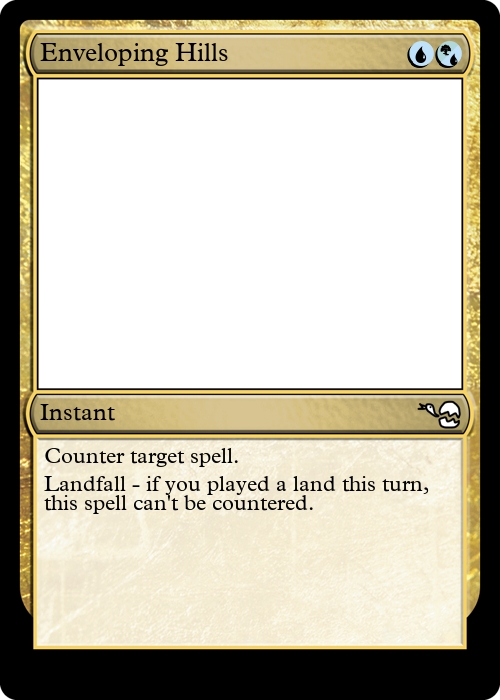 Enveloping Hills
Instant
Counter target spell.
Landfall - if you played a land this turn,
this spell can't be countered.